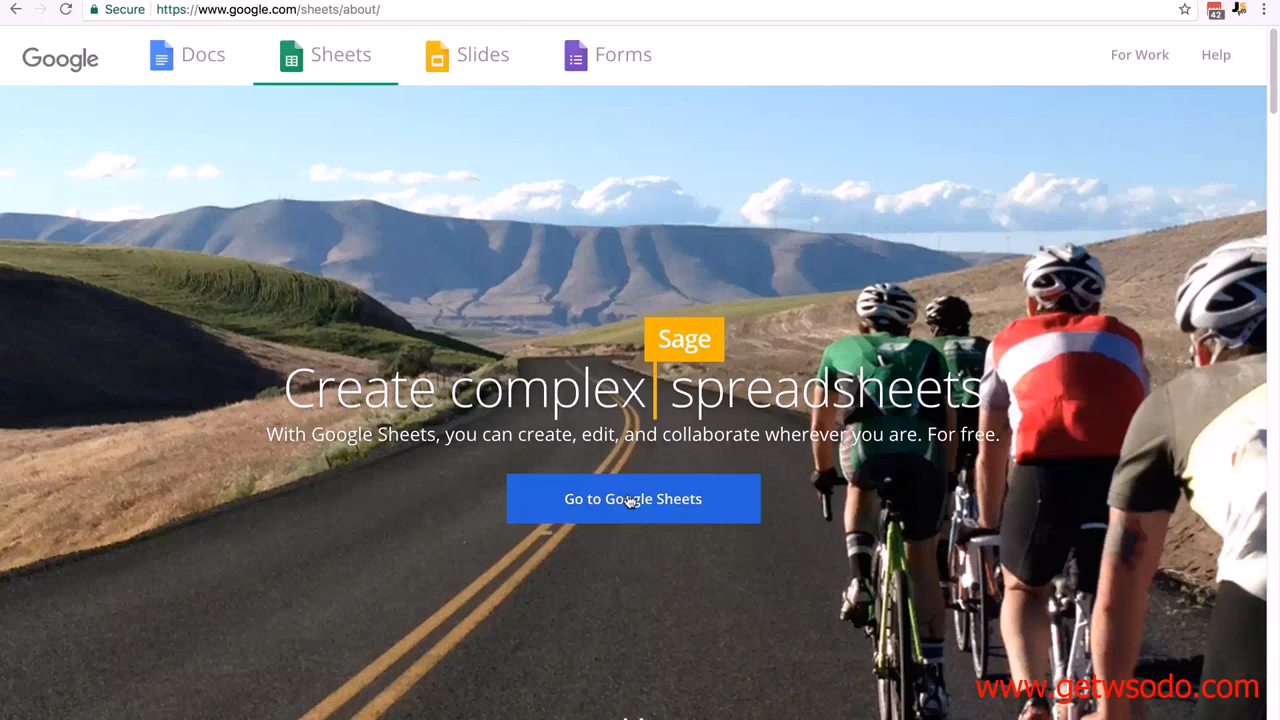 Secure https://www.google.com/sheets/about/
42
Google Docs Sheets Slides Forms For Work Help
Sage
Create complex spreadsheets
With Google Sheets, you can create, edit, and collaborate wherever you are. For free.
Go to Google Sheets
www.getwsodo.com